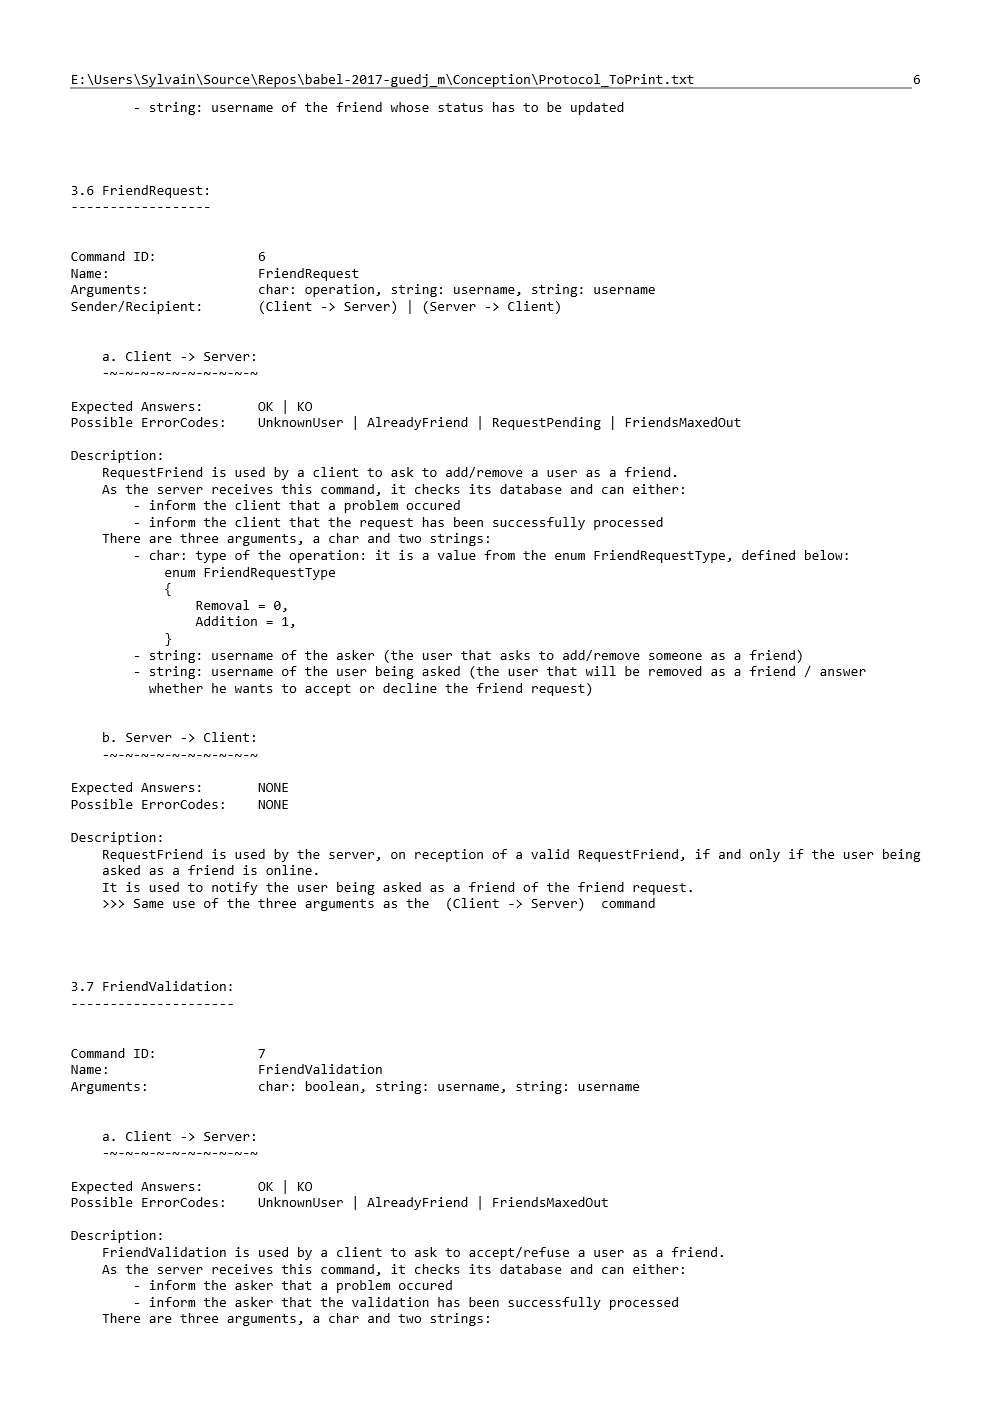 E:\Users\Sylvain\Source\Repos\babel-2017-guedj_m\Conception\Protocol_ToPrint.txt 6
- string: username of the friend whose status has to be updated
3.6 FriendRequest:
------------------
Command ID: 6
Name: FriendRequest
Arguments: char: operation, string: username, string: username
Sender/Recipient: (Client -> Server) | (Server -> Client)
a. Client -> Server:
-~-~-~-~-~-~-~-~-~-~
Expected Answers: OK | KO
Possible ErrorCodes: UnknownUser | AlreadyFriend | RequestPending | FriendsMaxedOut
Description:
RequestFriend is used by a client to ask to add/remove a user as a friend.
As the server receives this command, it checks its database and can either:
- inform the client that a problem occured
- inform the client that the request has been successfully processed
There are three arguments, a char and two strings:
- char: type of the operation: it is a value from the enum FriendRequestType, defined below:
enum FriendRequestType
{
Removal = 0,
Addition = 1,
}
- string: username of the asker (the user that asks to add/remove someone as a friend)
- string: username of the user being asked (the user that will be removed as a friend / answer
whether he wants to accept or decline the friend request)
b. Server -> Client:
-~-~-~-~-~-~-~-~-~-~
Expected Answers: NONE
Possible ErrorCodes: NONE
Description:
RequestFriend is used by the server, on reception of a valid RequestFriend, if and only if the user being
asked as a friend is online.
It is used to notify the user being asked as a friend of the friend request.
>>> Same use of the three arguments as the  (Client -> Server)  command
3.7 FriendValidation:
---------------------
Command ID: 7
Name: FriendValidation
Arguments: char: boolean, string: username, string: username
a. Client -> Server:
-~-~-~-~-~-~-~-~-~-~
Expected Answers: OK | KO
Possible ErrorCodes: UnknownUser | AlreadyFriend | FriendsMaxedOut
Description:
FriendValidation is used by a client to ask to accept/refuse a user as a friend.
As the server receives this command, it checks its database and can either:
- inform the asker that a problem occured
- inform the asker that the validation has been successfully processed
There are three arguments, a char and two strings: